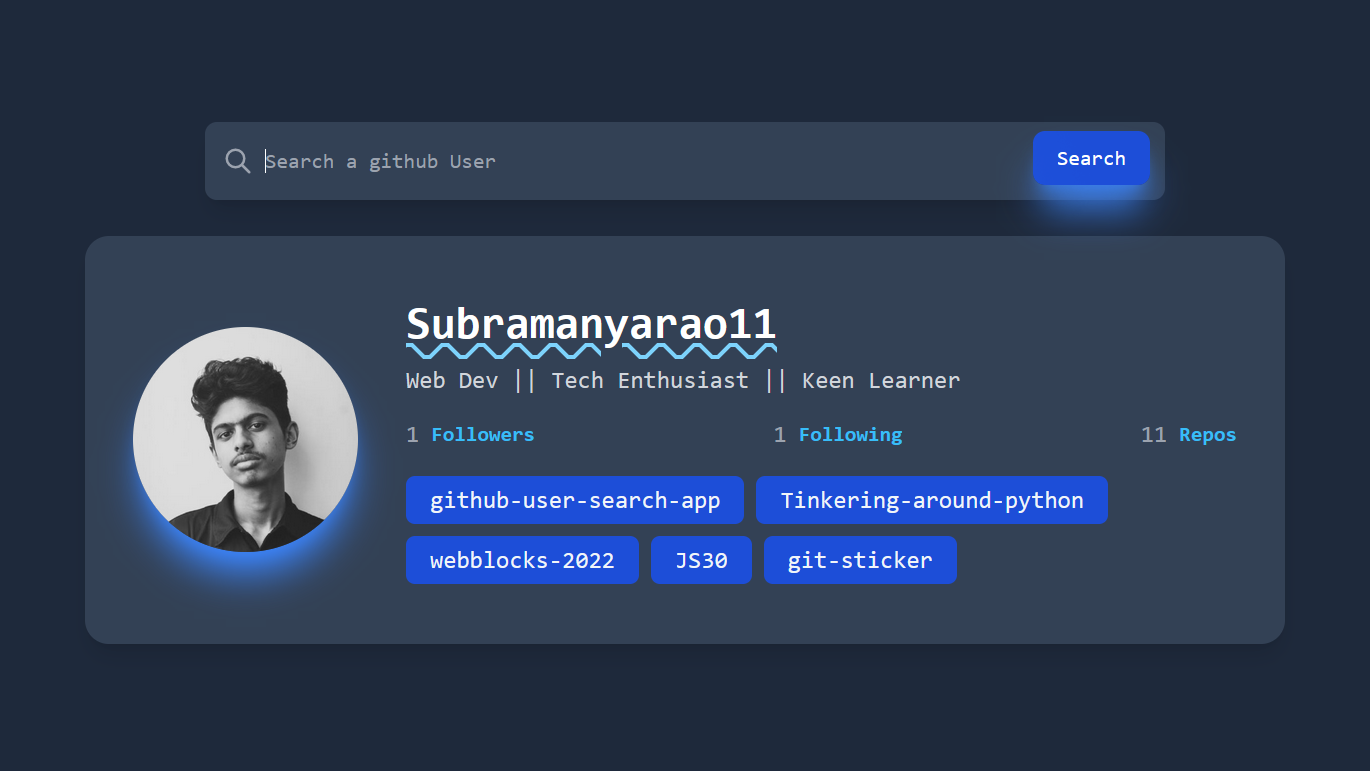 Search a github User
Search
Subramanyarao11
Web Dev || Tech Enthusiast || Keen Learner
1 Followers 1 Following 11 Repos
github-user-search-app Tinkering-around-python
webblocks-2022 JS30 git-sticker